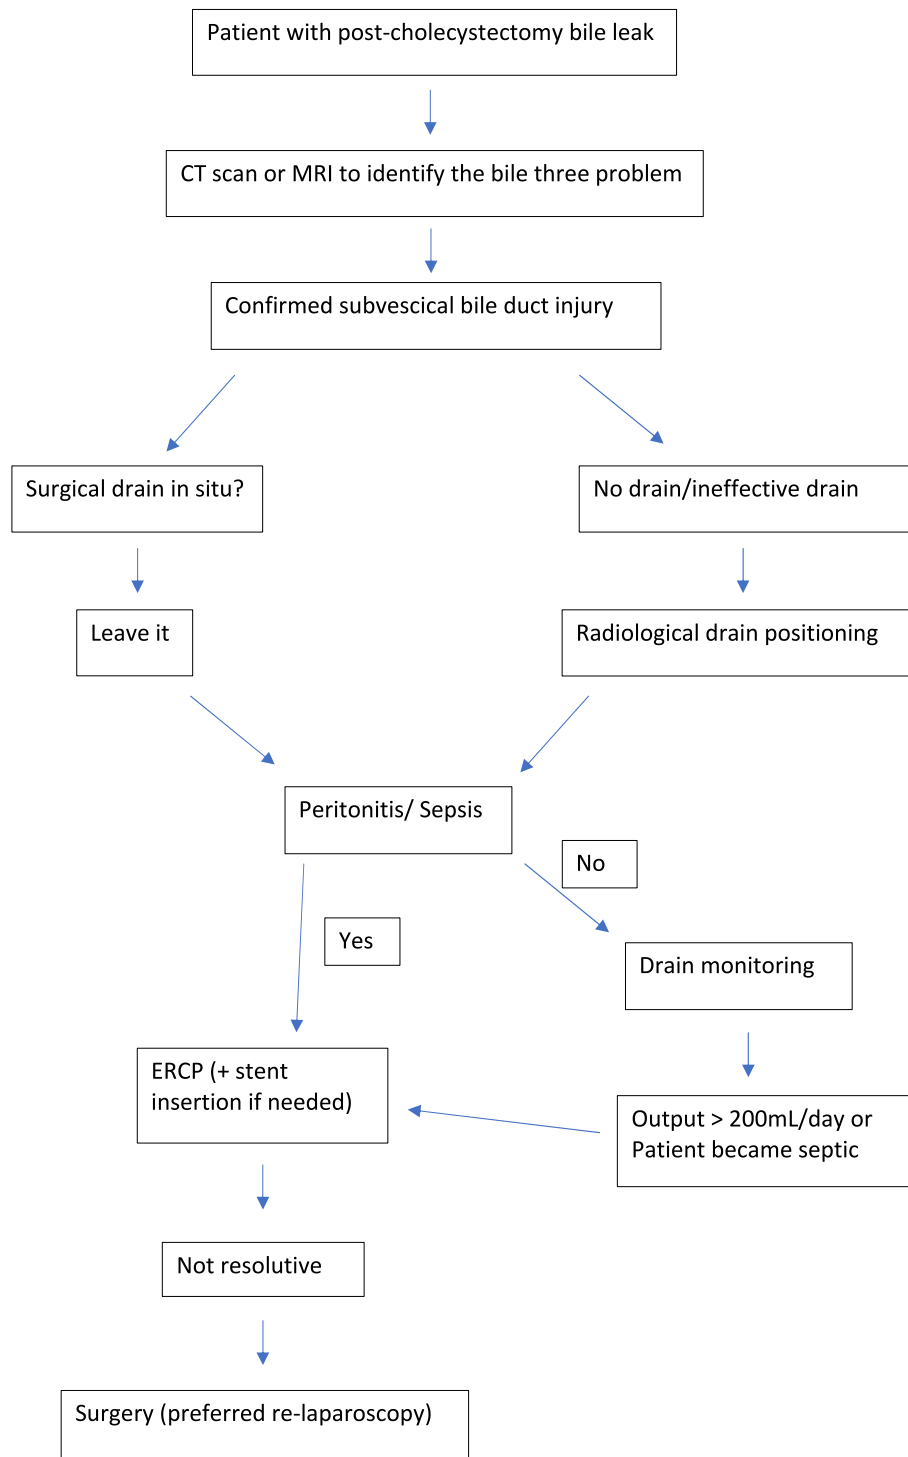 Patient with post-cholecystectomy bile leak
CT scan or MRI to identify the bile three problem
Confirmed subvescical bile duct injury
Surgical drain in situ?
No drain/ineffective drain
Leave it
Radiological drain positioning
Peritonitis/ Sepsis
No
Yes
Drain monitoring
ERCP (+ stent
insertion if needed)
Output > 200mL/day or
Patient became septic
Not resolutive
Surgery (preferred re-laparoscopy)